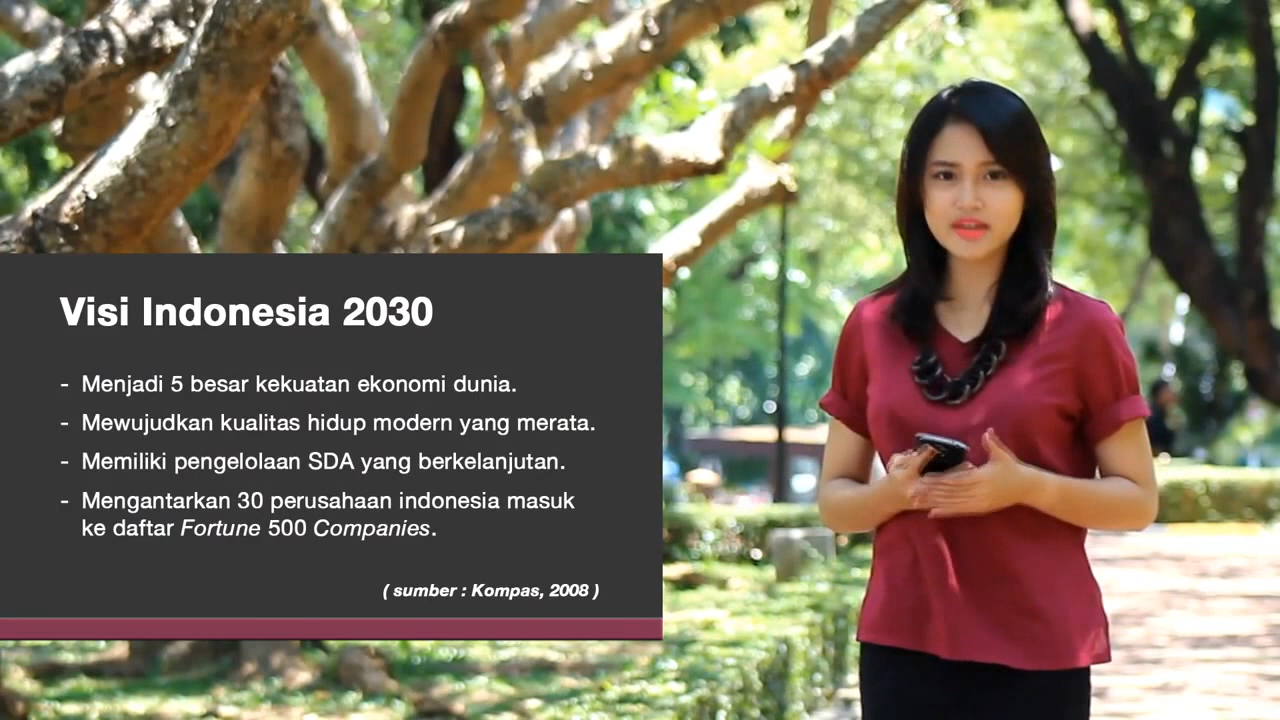 Visi Indonesia 2030
- Menjadi 5 besar kekuatan ekonomi dunia.
- Mewujudkan kualitas hidup modern yang merata.
- Memiliki pengelolaan SDA yang berkelanjutan.
- Mengantarkan 30 perusahaan indonesia masuk
ke daftar Fortune 500 Companies.
( sumber : Kompas, 2008 )